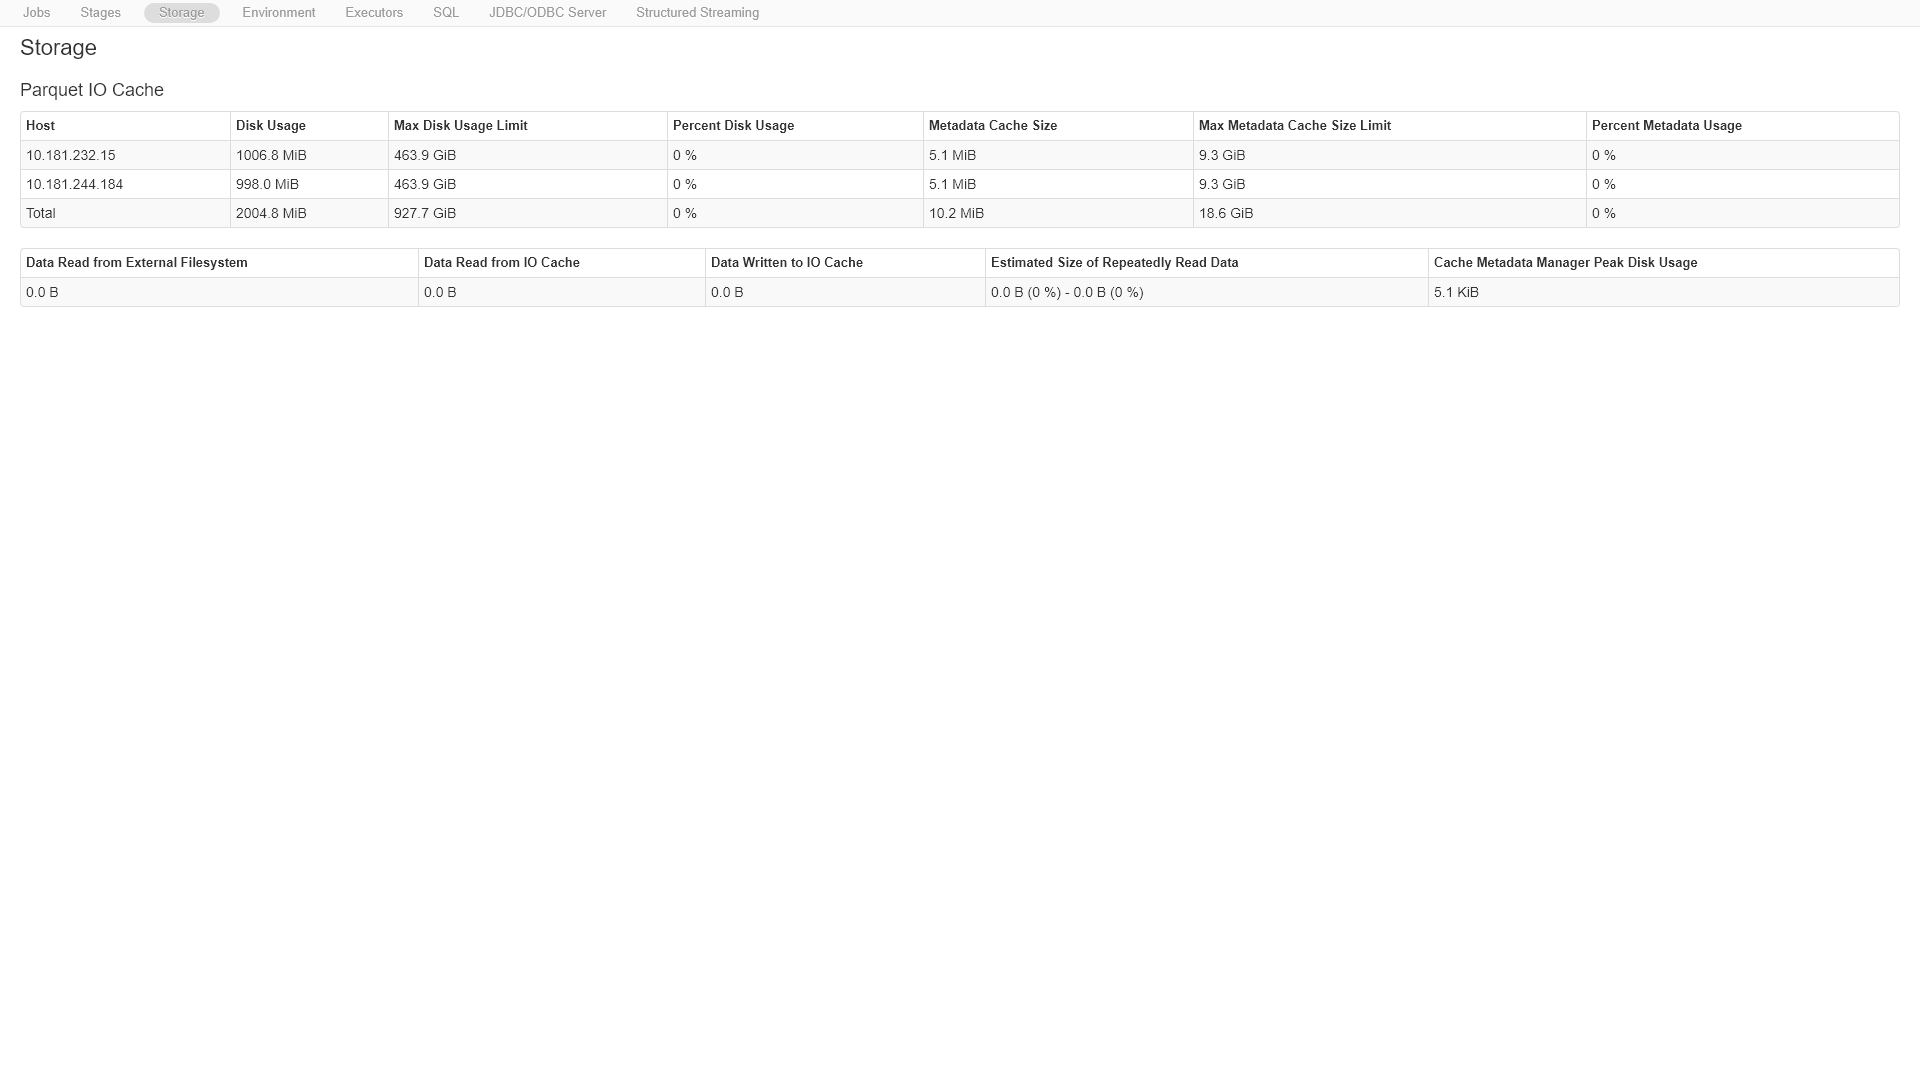 Jobs Stages Storage Environment Executors SQL JDBC/ODBC Server Structured Streaming
Storage
Parquet IO Cache
Host Disk Usage Max Disk Usage Limit Percent Disk Usage Metadata Cache Size Max Metadata Cache Size Limit Percent Metadata Usage
10.181.232.15 1006.8 MiB 463.9 GiB 0 % 5.1 MiB 9.3 GiB 0 %
10.181.244.184 998.0 MiB 463.9 GiB 0 % 5.1 MiB 9.3 GiB 0 %
Total 2004.8 MiB 927.7 GiB 0 % 10.2 MiB 18.6 GiB 0 %
Data Read from External Filesystem Data Read from IO Cache Data Written to IO Cache Estimated Size of Repeatedly Read Data Cache Metadata Manager Peak Disk Usage
0.0 B 0.0 B 0.0 B 0.0 B (0 %) - 0.0 B (0 %) 5.1 KiB